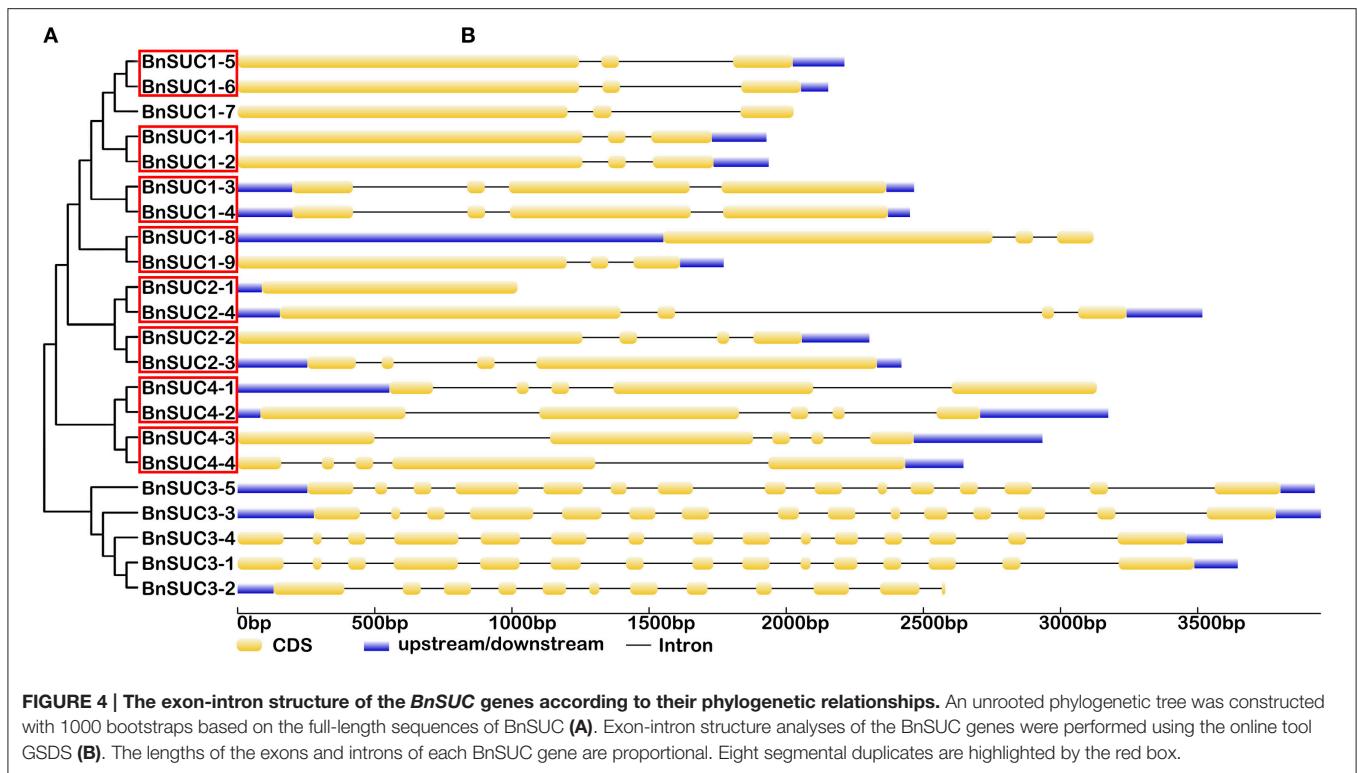 A
B
BnSUC1-5
BnSUC1-6
BnSUC1-7
BnSUC1-1
BnSUC1-2
BnSUC1-3
BnSUC1-4
BnSUC1-8
BnSUC1-9
BnSUC2-1
BnSUC2-4
BnSUC2-2
BnSUC2-3
BnSUC4-1
BnSUC4-2
BnSUC4-3
BnSUC4-4
BnSUC3-5
BnSUC3-3
BnSUC3-4
BnSUC3-1
BnSUC3-2
0bp 500bp 1000bp 1500bp 2000bp 2500bp 3000bp 3500bp
CDS upstream/downstream Intron
FIGURE 4 | The exon-intron structure of the BnSUC genes according to their phylogenetic relationships. An unrooted phylogenetic tree was constructed
with 1000 bootstraps based on the full-length sequences of BnSUC (A). Exon-intron structure analyses of the BnSUC genes were performed using the online tool
GSDS (B). The lengths of the exons and introns of each BnSUC gene are proportional. Eight segmental duplicates are highlighted by the red box.